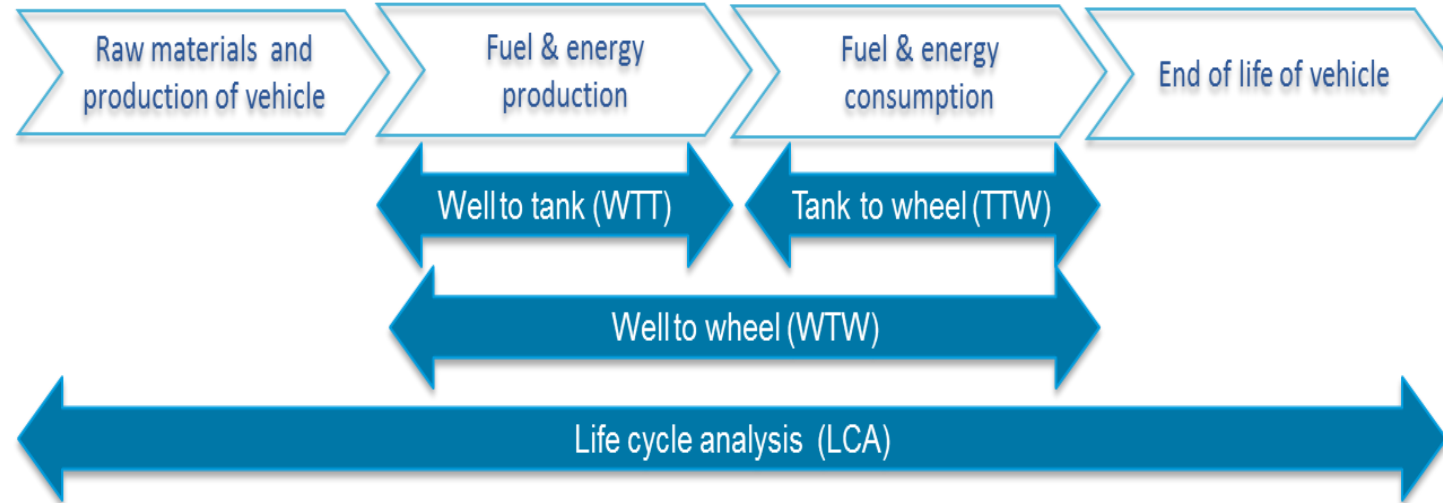 Raw materials and
production of vehicle
Fuel & energy
production
Fuel & energy
consumption
End of life of vehicle
Well to tank (WTT)
Tank to wheel (TTW)
Well to wheel (WTW)
Life cycle analysis (LCA)